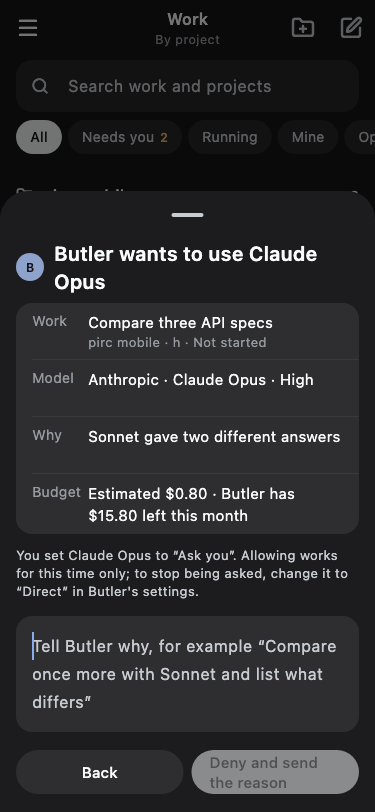 Work
By project
Search work and projects
All
Needs you 2
Running
Mine
B
Butler wants to use Claude
Opus
Work
Compare three API specs
pirc mobile · h · Not started
Model
Anthropic · Claude Opus · High
Why
Sonnet gave two different answers
Budget
Estimated $0.80 · Butler has
$15.80 left this month
You set Claude Opus to “Ask you”. Allowing works
for this time only; to stop being asked, change it to
“Direct” in Butler's settings.
Tell Butler why, for example “Compare
once more with Sonnet and list what
differs”
Back
Deny and send
the reason